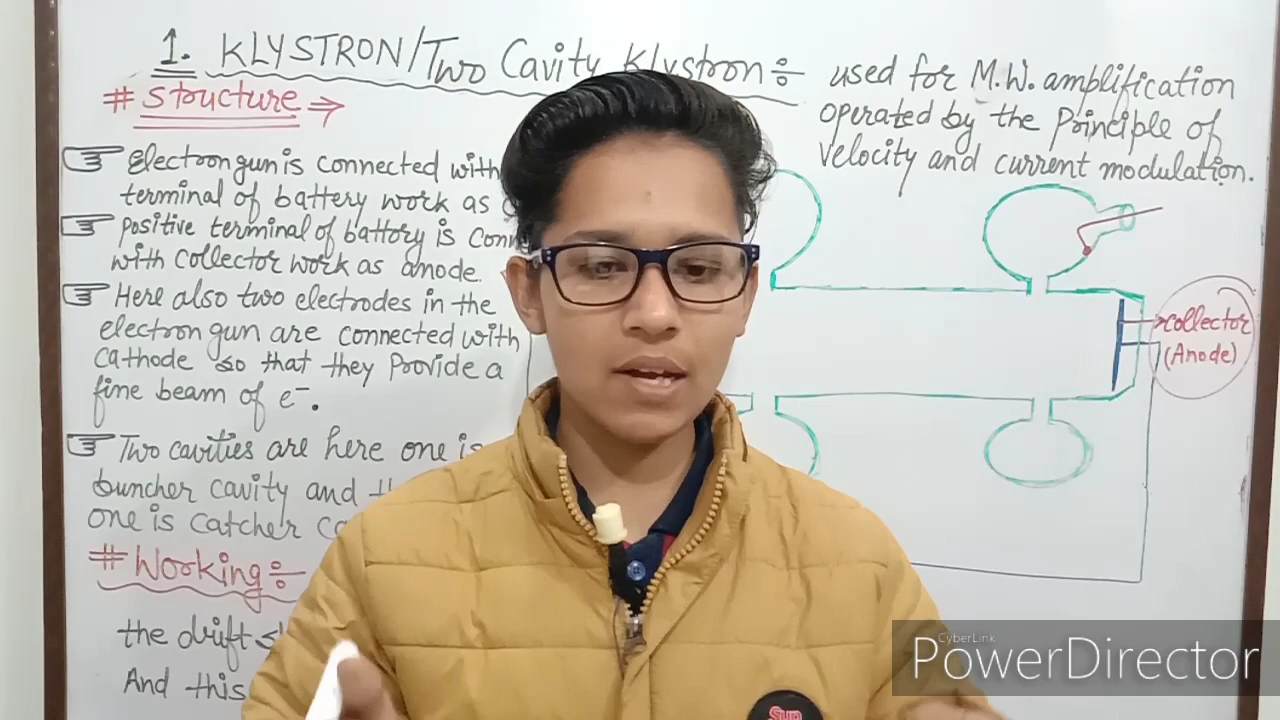 1. KLYSTRON/Two Cavity Klystron ÷
# Structure ⇒
used for M.W. amplification
operated by the Principle of
velocity and current modulation.
Electron gun is connected with
terminal of battery work as
positive terminal of battory is
with collector work as anode.
Here also two electrodes in the
electron gun are connected with
cathode so that they provide a
fine beam of e⁻.
Two cavities are here one is
buncher cavity and
one is catcher
# Working ÷
the drift
And this
collector
(Anode)
Sup
CyberLink
PowerDirector